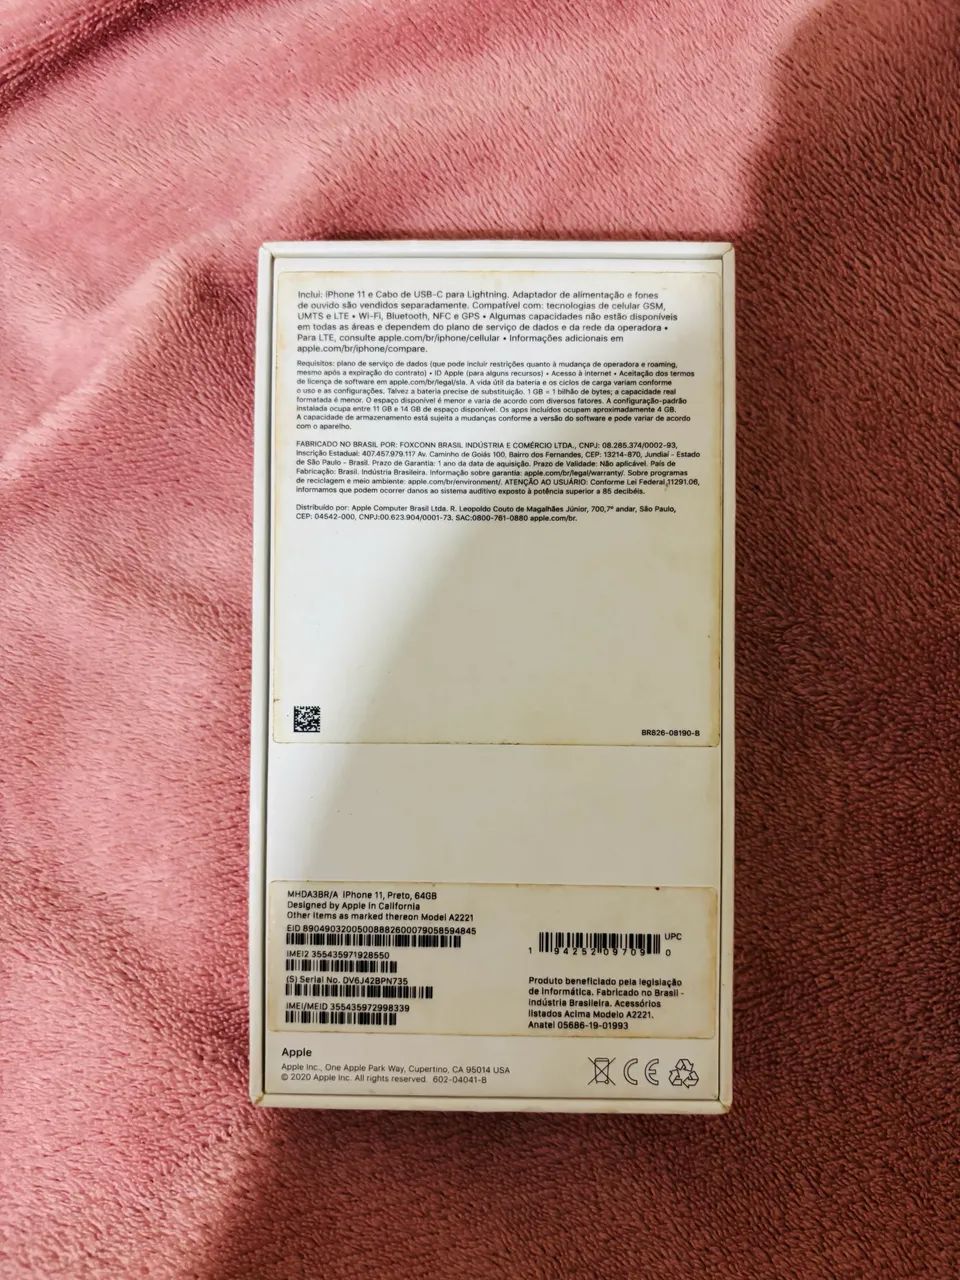 Inclui: iPhone 11 e Cabo de USB-C para Lightning. Adaptador de alimentação e fones
de ouvido são vendidos separadamente. Compatível com: tecnologias de celular GSM,
UMTS e LTE • Wi-Fi, Bluetooth, NFC e GPS • Algumas capacidades não estão disponíveis
em todas as áreas e dependem do plano de serviço de dados e da rede da operadora •
Para LTE, consulte apple.com/br/iphone/cellular • Informações adicionais em
apple.com/br/iphone/compare.
Requisitos: plano de serviço de dados (que pode incluir restrições quanto à mudança de operadora e roaming,
mesmo após a expiração do contrato) • ID Apple (para alguns recursos) • Acesso à internet • Aceitação dos termos
de licença de software em apple.com/br/legal/sla. A vida útil da bateria e os ciclos de carga variam conforme
o uso e as configurações. Talvez a bateria precise de substituição. 1 GB = 1 bilhão de bytes; a capacidade real
formatada é menor. O espaço disponível é menor e varia de acordo com diversos fatores. A configuração-padrão
instalada ocupa entre 11 GB e 14 GB de espaço disponível. Os apps incluídos ocupam aproximadamente 4 GB.
A capacidade de armazenamento está sujeita a mudanças conforme a versão do software e pode variar de acordo
com o aparelho.
FABRICADO NO BRASIL POR: FOXCONN BRASIL INDÚSTRIA E COMÉRCIO LTDA., CNPJ: 08.285.374/0002-93,
Inscrição Estadual: 407.457.979.117 Av. Caminho de Goiás 100, Bairro dos Fernandes, CEP: 13214-870, Jundiaí - Estado
de São Paulo - Brasil. Prazo de Garantia: 1 ano da data de aquisição. Prazo de Validade: Não aplicável. País de
Fabricação: Brasil. Indústria Brasileira. Informação sobre garantia: apple.com/br/legal/warranty/. Sobre programas
de reciclagem e meio ambiente: apple.com/br/environment/. ATENÇÃO AO USUÁRIO: Conforme Lei Federal 11291.06,
informamos que podem ocorrer danos ao sistema auditivo exposto à potência superior a 85 decibéis.
Distribuído por: Apple Computer Brasil Ltda. R. Leopoldo Couto de Magalhães Júnior, 700,7º andar, São Paulo,
CEP: 04542-000, CNPJ:00.623.904/0001-73. SAC:0800-761-0880 apple.com/br.
BR826-08190-B
MHDA3BR/A iPhone 11, Preto, 64GB
Designed by Apple in California
Other items as marked thereon Model A2221
EID 89049032005008882600079058594845
IMEI2 355435971928550
(S) Serial No. DV6J42BPN735
IMEI/MEID 355435972998339
UPC
1 94252 09709 0
Produto beneficiado pela legislação
de informática. Fabricado no Brasil -
indústria Brasileira. Acessórios
listados Acima Modelo A2221.
Anatel 05686-19-01993
Apple
Apple Inc., One Apple Park Way, Cupertino, CA 95014 USA
© 2020 Apple Inc. All rights reserved. 602-04041-B
CE